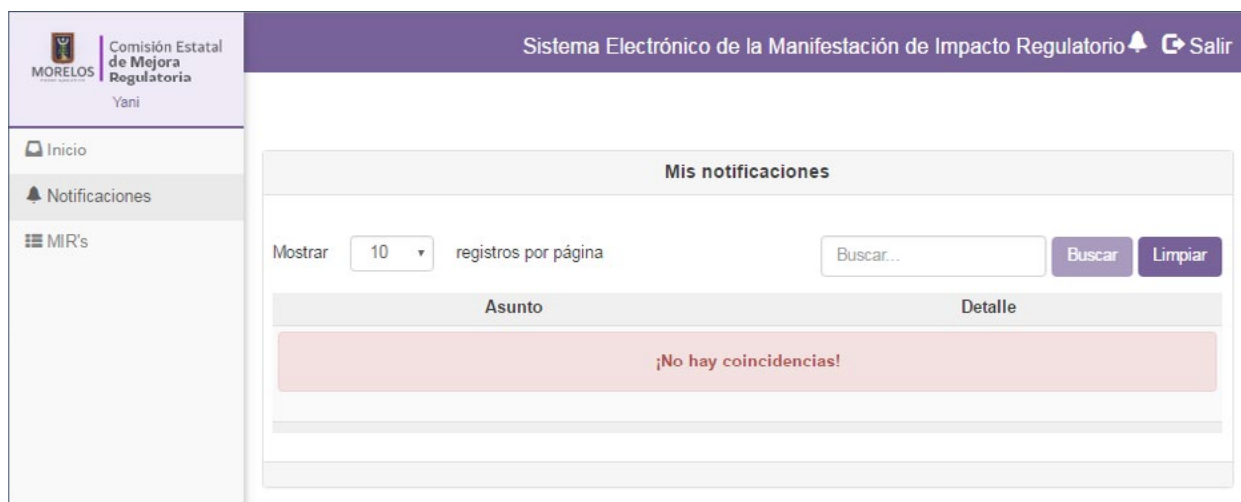 MORELOS
Comisión Estatal
de Mejora
Regulatoria
Yani
Sistema Electrónico de la Manifestación de Impacto Regulatorio Salir
Inicio
Notificaciones
MIR's
Mis notificaciones
Mostrar 10 registros por página Buscar... Buscar Limpiar
Asunto Detalle
¡No hay coincidencias!